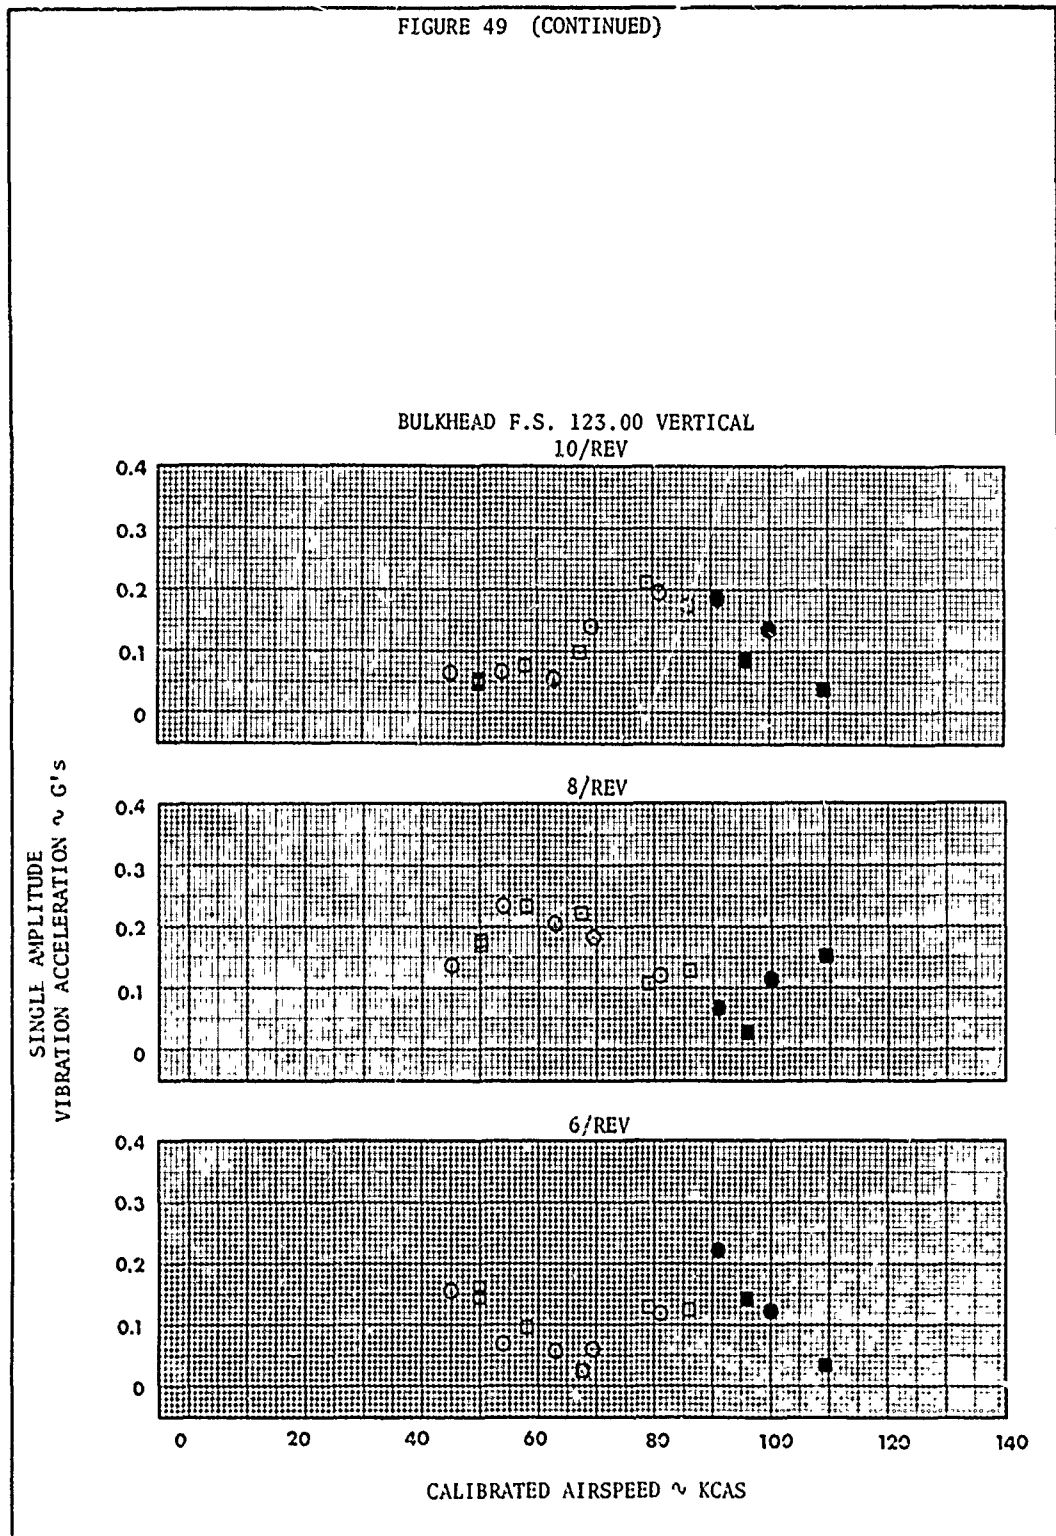 FIGURE 49 (CONTINUED)
BULKHEAD F.S. 123.00 VERTICAL
10/REV
0.4
0.3
0.2
0.1
0
8/REV
0.4
0.3
0.2
0.1
0
6/REV
0.4
0.3
0.2
0.1
0
0 20 40 60 80 100 120 140
SINGLE AMPLITUDE
VIBRATION ACCELERATION ~ G's
CALIBRATED AIRSPEED ~ KCAS